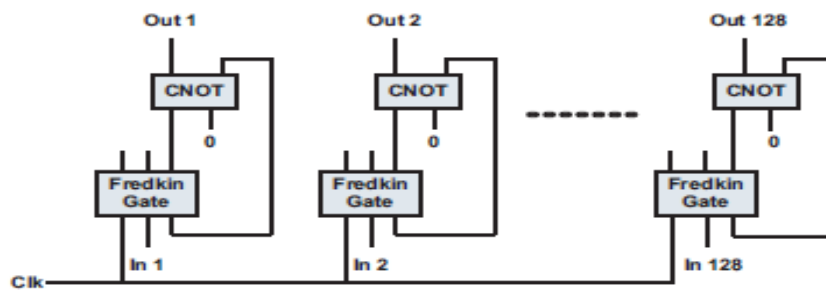 Out 1 Out 2 Out 128
CNOT CNOT CNOT
0 0 0
Fredkin Gate Fredkin Gate Fredkin Gate
In 1 In 2 In 128
Clk